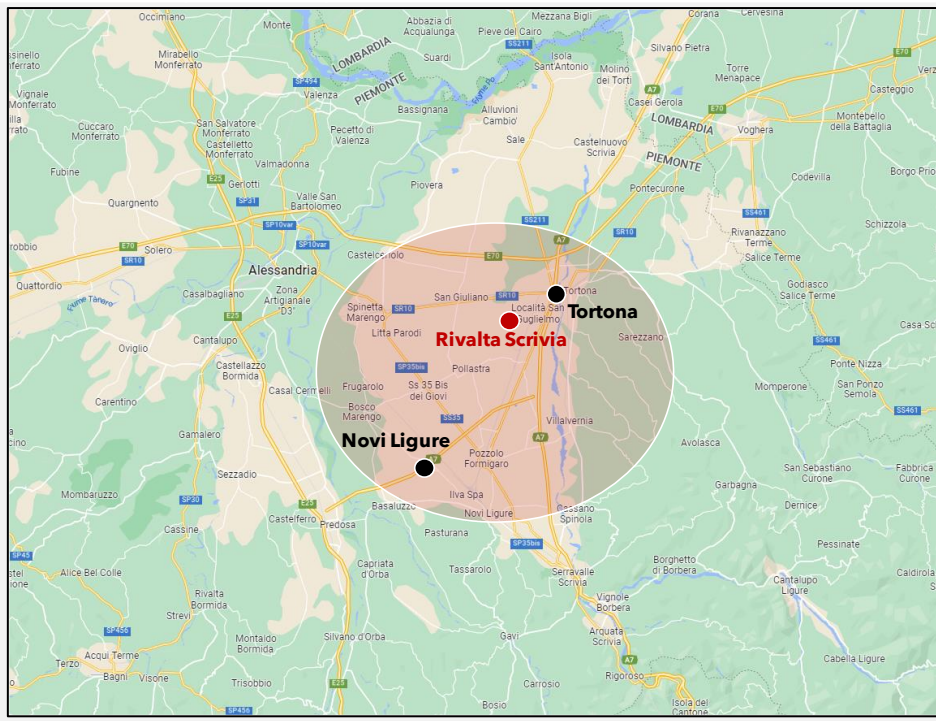 Occimiano
Monte
Abbazia di
Acqualunga
Mezzana Bigli
Pieve del Cairo
Corana
Cervesina
SS211
E70
ssinello
nferrato
Mirabello
Monferrato
LOMBARDIA
PIEMONTE
Suardi
Isola
Sant'Antonio
Silvano Pietra
A7
Molino
dei Torti
Torre
Menapace
SP494
Valenza
Fiume Po
Vignale
Monferrato
Bassignana
Alluvioni
Cambio'
Casei Gerola
E70
Casteggio
San Salvatore
Monferrato
Castelletto
Monferrato
Pecetto di
Valenza
LOMBARDIA
PIEMONTE
Voghera
Montebello
della Battaglia
Cuccaro
Monferrato
Sale
Castelnuovo
Scrivia
Fubine
Valmadonna
E25
Gerlotti
Piovera
Pontecurone
Codevilla
Borgo Prio
Quargnento
SP31
Valle San
Bartolomeo
SS211
SS461
SP10var
SP10var
A7
SR10
Rivanazzano
Terme
Schizzola
robbio
E70
Solero
SR10
Castelceriolo
E70
Salice Terme
Quattordio
Alessandria
Fiume Tànaro
Casalbagliano
Zona
Artigianale
'D3'
San Giuliano
SR10
Tortona
Tortona
Godiasco
Salice Terme
Spinetta
Marengo
SR10
Località San
Guglielmo
E25
Litta Parodi
Rivalta Scrivia
Sarezzano
Casa Sc
Oviglio
Cantalupo
Castellazzo
Bormida
SP35bis
Pollastra
SS461
Ponte Nizza
Carentino
Casal Cermelli
Frugarolo
Ss 35 Bis
dei Giovi
Momperone
San Ponzo
Semola
Bosco
Marengo
SS35
Villalvernia
SS461
Gamalero
Novi Ligure
A7
A7
Avolasca
Sezzadio
Pozzolo
Formigaro
San Sebastiano
Curone
Fabbrica
Curone
Mombaruzzo
SP30
E25
Ilva Spa
Garbagna
Castelferro
Predosa
Basaluzzo
Novi Ligure
Cassano
Spinola
Dernice
Cassine
Pasturana
SP35bis
Pessinate
SP45
Capriata
d'Orba
Tassarolo
Borghetto
di Borbera
Alice Bel Colle
Serravalle
Scrivia
Cantalupo
Ligure
Caldirola
Rivalta
Bormida
Vignole
Borbera
Strevi
SP456
Montaldo
Bormida
Silvano d'Orba
Gavi
Arquata
Scrivia
Acqui Terme
Cabella Ligure
Terzo
Bagni
Visone
Trisobbio
Carrosio
A7
Rigoroso
SP456
Bosio
Isola del
Cantone